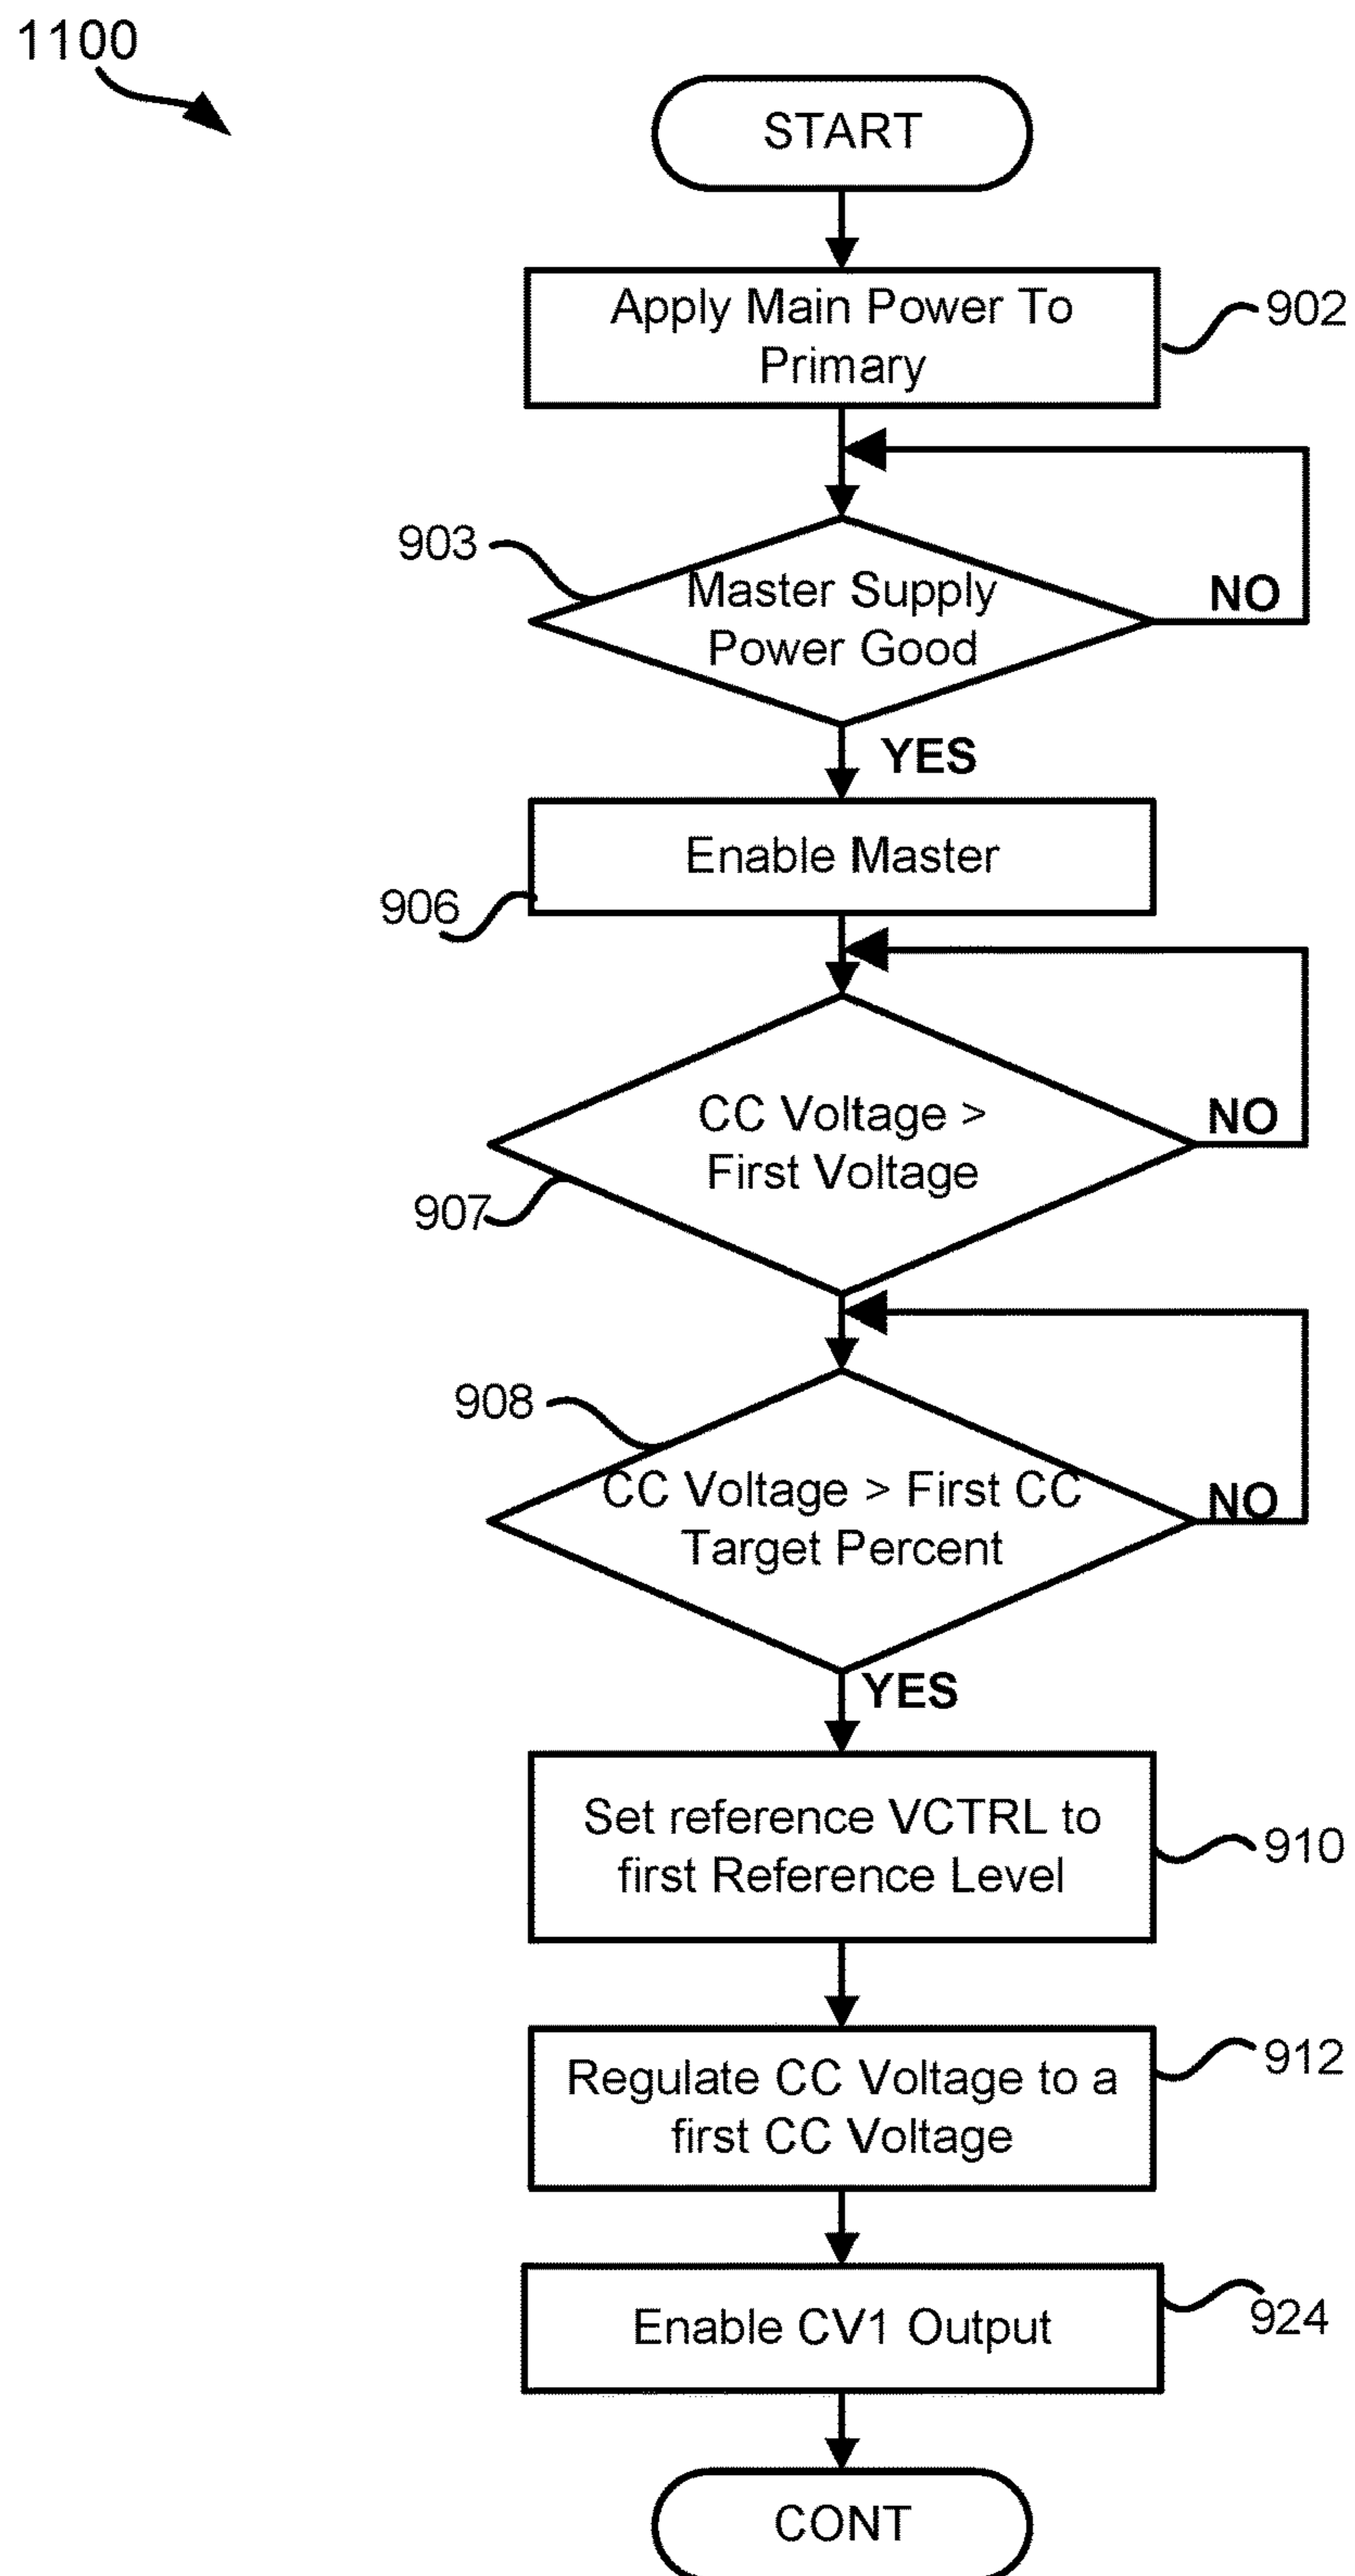 1100
START
Apply Main Power To
Primary
902
903
Master Supply
Power Good
NO
YES
Enable Master
906
CC Voltage >
First Voltage
NO
907
908
CC Voltage > First CC
Target Percent
NO
YES
Set reference VCTRL to
first Reference Level
910
Regulate CC Voltage to a
first CC Voltage
912
Enable CV1 Output
924
CONT